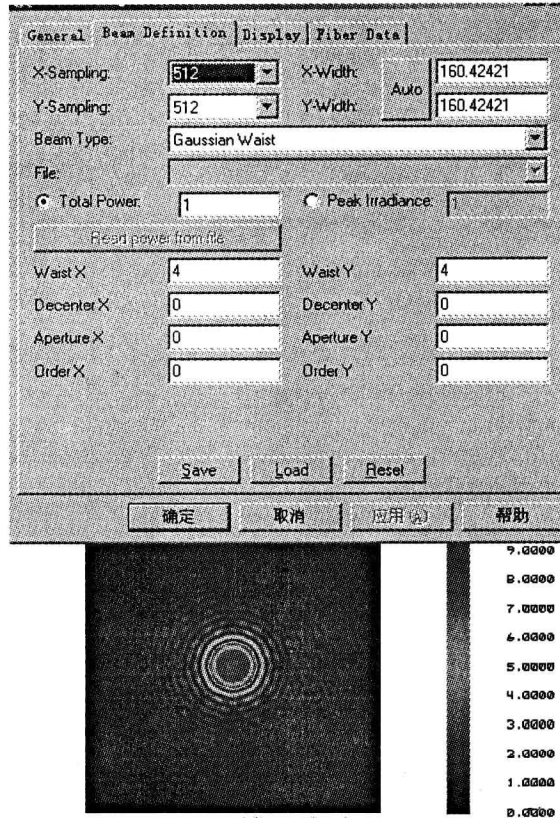 General Beam Definition Display Fiber Data
X-Sampling: 512 X-Width: Auto 160.42421
Y-Sampling: 512 Y-Width: 160.42421
Beam Type: Gaussian Waist
File:
Total Power: 1 Peak Irradiance: 1
Read power from file
Waist X 4 Waist Y 4
Decenter X 0 Decenter Y 0
Aperture X 0 Aperture Y 0
Order X 0 Order Y 0
Save Load Reset
确定 取消 应用(A) 帮助
9.0000
8.0000
7.0000
6.0000
5.0000
4.0000
3.0000
2.0000
1.0000
0.0000